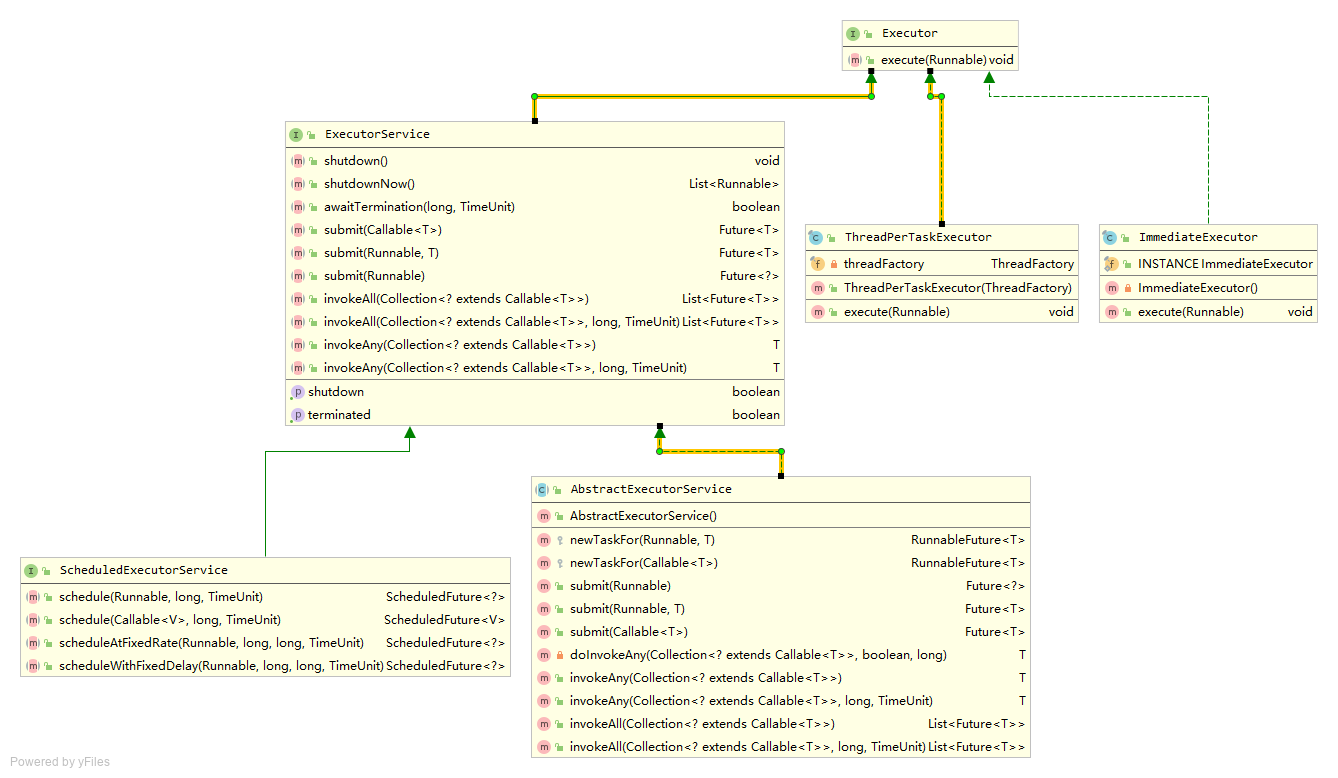 Executor
execute(Runnable) void
ExecutorService
shutdown() void
shutdownNow() List<Runnable>
awaitTermination(long, TimeUnit) boolean
submit(Callable<T>) Future<T>
submit(Runnable, T) Future<T>
submit(Runnable) Future<?>
invokeAll(Collection<? extends Callable<T>>) List<Future<T>>
invokeAll(Collection<? extends Callable<T>>, long, TimeUnit) List<Future<T>>
invokeAny(Collection<? extends Callable<T>>) T
invokeAny(Collection<? extends Callable<T>>, long, TimeUnit) T
shutdown boolean
terminated boolean
ThreadPerTaskExecutor
threadFactory ThreadFactory
ThreadPerTaskExecutor(ThreadFactory)
execute(Runnable) void
ImmediateExecutor
INSTANCE ImmediateExecutor
ImmediateExecutor()
execute(Runnable) void
ScheduledExecutorService
schedule(Runnable, long, TimeUnit) ScheduledFuture<?>
schedule(Callable<V>, long, TimeUnit) ScheduledFuture<V>
scheduleAtFixedRate(Runnable, long, long, TimeUnit) ScheduledFuture<?>
scheduleWithFixedDelay(Runnable, long, long, TimeUnit) ScheduledFuture<?>
AbstractExecutorService
AbstractExecutorService()
newTaskFor(Runnable, T) RunnableFuture<T>
newTaskFor(Callable<T>) RunnableFuture<T>
submit(Runnable) Future<?>
submit(Runnable, T) Future<T>
submit(Callable<T>) Future<T>
doInvokeAny(Collection<? extends Callable<T>>, boolean, long) T
invokeAny(Collection<? extends Callable<T>>) T
invokeAny(Collection<? extends Callable<T>>, long, TimeUnit) T
invokeAll(Collection<? extends Callable<T>>) List<Future<T>>
invokeAll(Collection<? extends Callable<T>>, long, TimeUnit) List<Future<T>>
Powered by yFiles